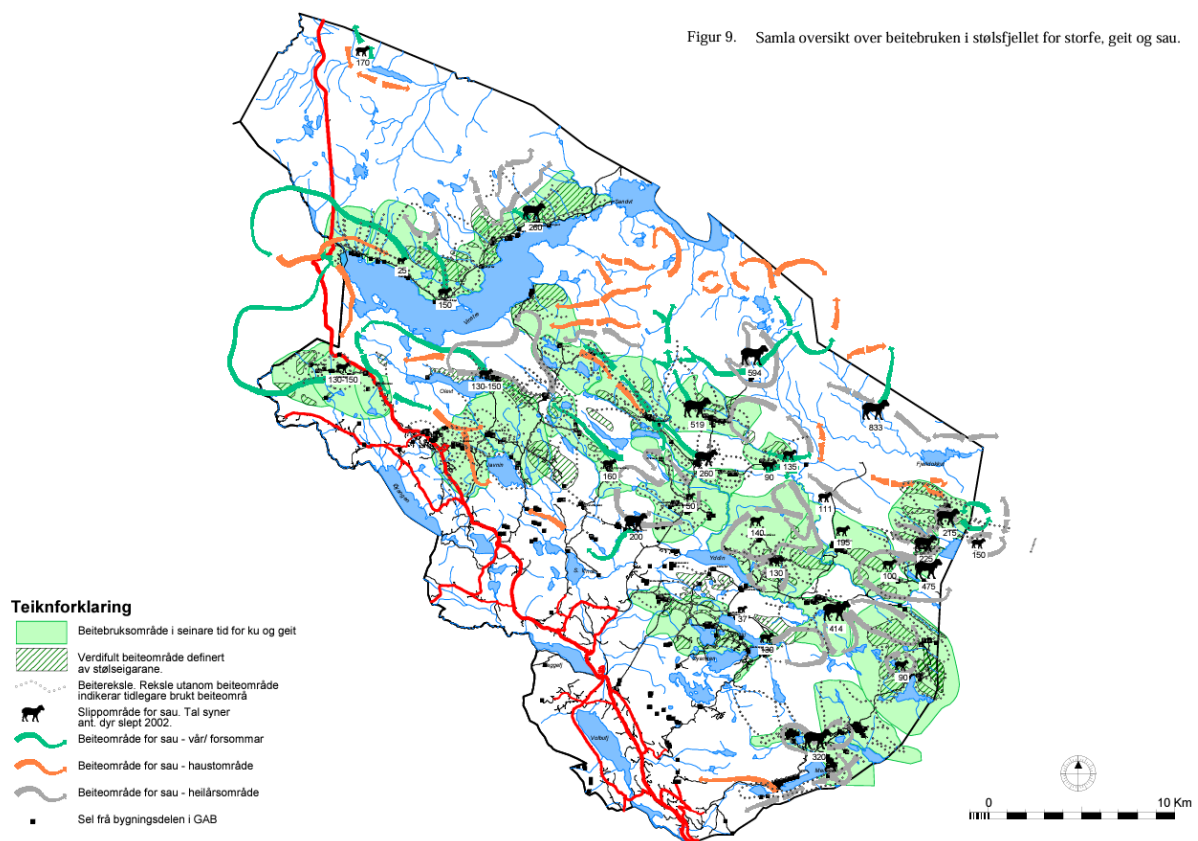 Figur 9. Samla oversikt over beitebruken i stølsfjellet for storfe, geit og sau.
170
260
25
150
130-150
130-150
594
519
833
160
260
90
135
50
111
200
140
195
215
225
150
130
100
475
37
414
130
90
320
Yddin
Teiknforklaring
Beitebruksområde i seinare tid for ku og geit
Verdifult beiteområde definert
av stølseigarane.
Beitereksle. Reksle utanom beiteområde
indikerar tidlegare brukt beiteområ
Slippområde for sau. Tal syner
ant. dyr slept 2002.
Beiteområde for sau - vår/ forsommar
Beiteområde for sau - haustområde
Beiteområde for sau - heilårsområde
Sel frå bygningsdelen i GAB
0 10 Km